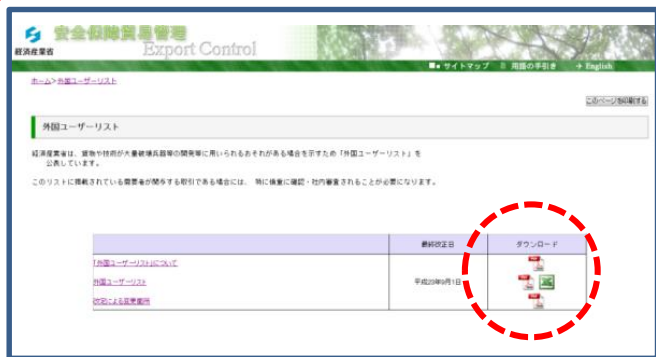 安全保障貿易管理
経済産業省 Export Control
サイトマップ 用語の手引き → English
ホーム>外国ユーザーリスト
このページを印刷する
外国ユーザーリスト
経済産業省は、貨物や技術が大量破壊兵器等の開発等に用いられるおそれがある場合を示すため「外国ユーザーリスト」を
公表しています。
このリストに掲載されている需要者が関与する取引である場合には、 特に慎重に確認・社内審査されることが必要になります。
最終改正日 ダウンロード
「外国ユーザーリスト」について
外国ユーザーリスト
改定による変更箇所